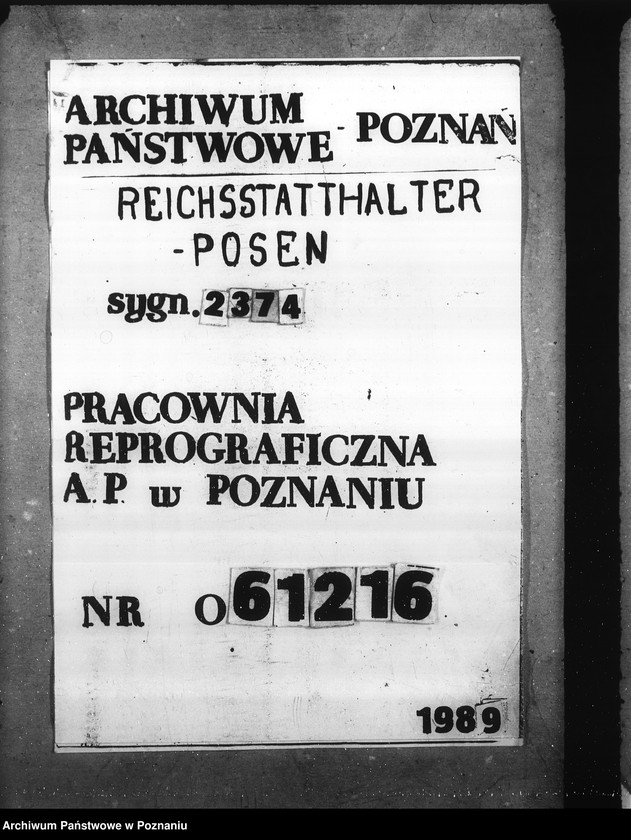 ARCHIWUM
PAŃSTWOWE - POZNAŃ
REICHSSTATTHALTER
-POSEN
sygn. 2374
PRACOWNIA
REPROGRAFICZNA
A. P. w POZNANIU
NR O 61216
1989
Archiwum Państwowe w Poznaniu